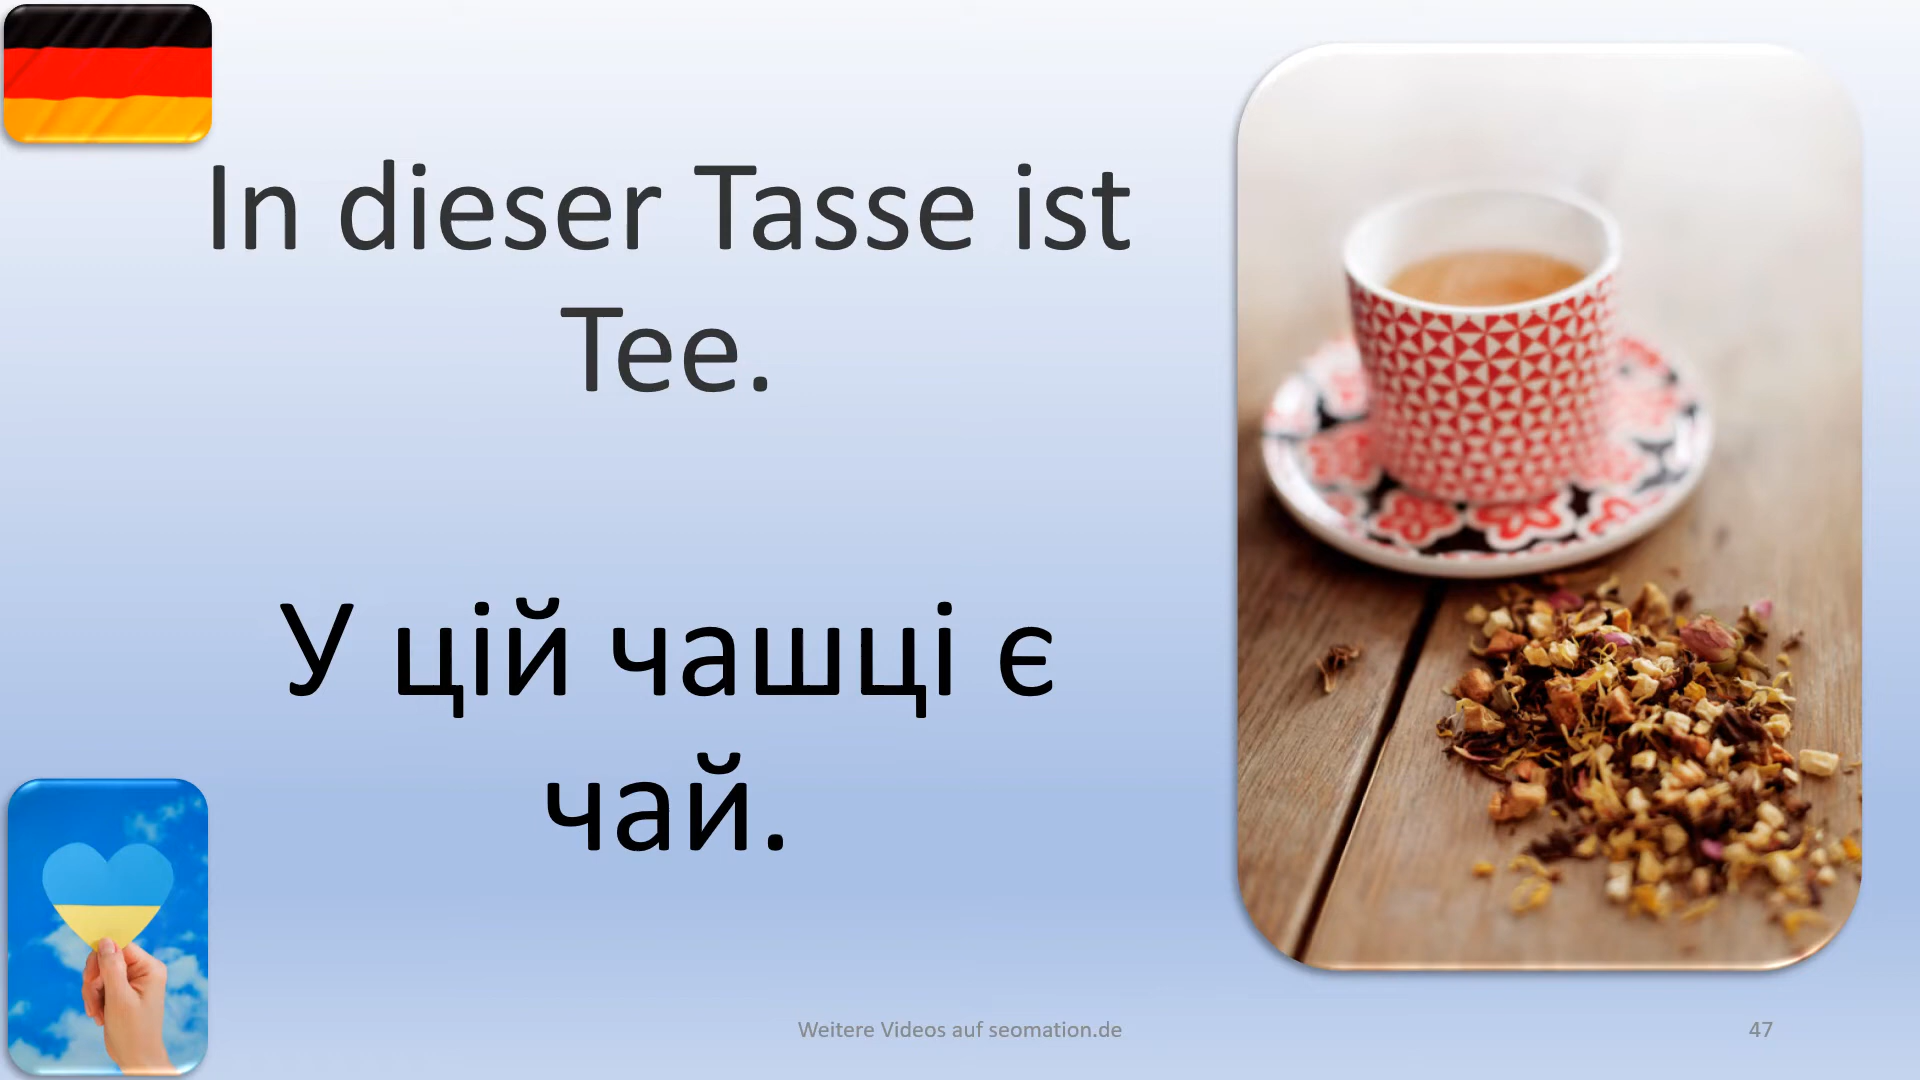 In dieser Tasse ist
Tee.
У цій чашці є
чай.
Weitere Videos auf seomation.de
47